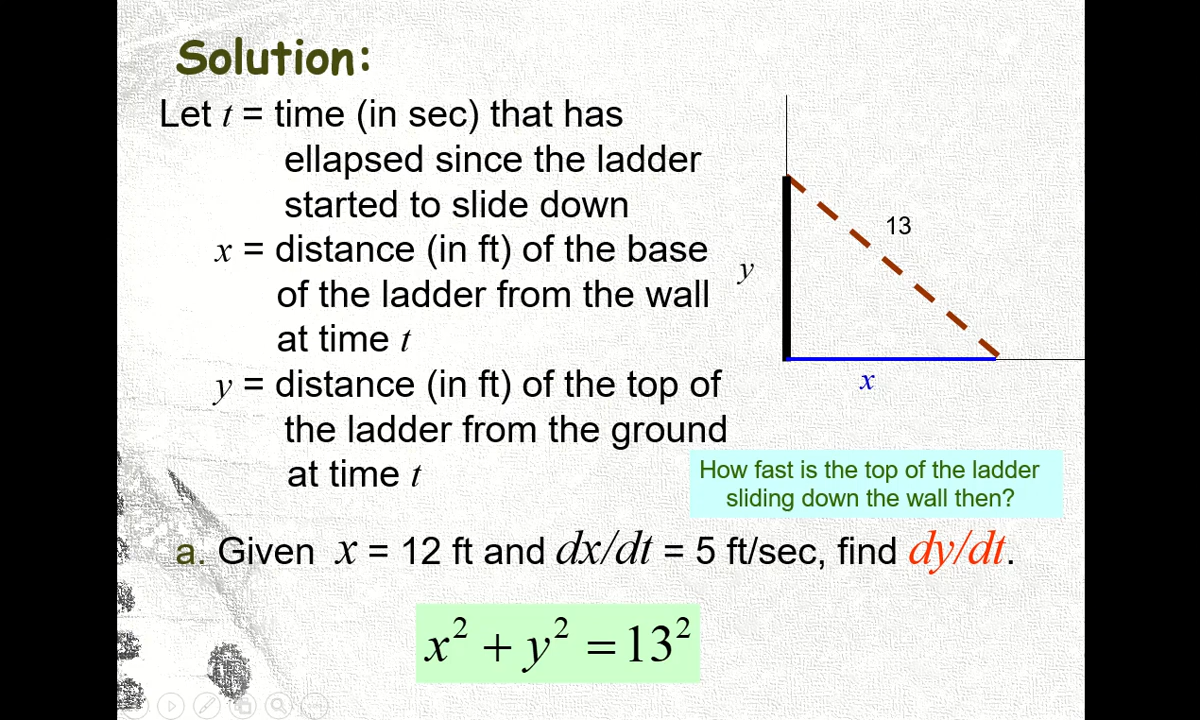 Solution:
Let t = time (in sec) that has
ellapsed since the ladder
started to slide down
x = distance (in ft) of the base
of the ladder from the wall
at time t
y = distance (in ft) of the top of
the ladder from the ground
at time t
13
y
x
How fast is the top of the ladder
sliding down the wall then?
a. Given x = 12 ft and dx/dt = 5 ft/sec, find dy/dt.
x² + y² = 13²